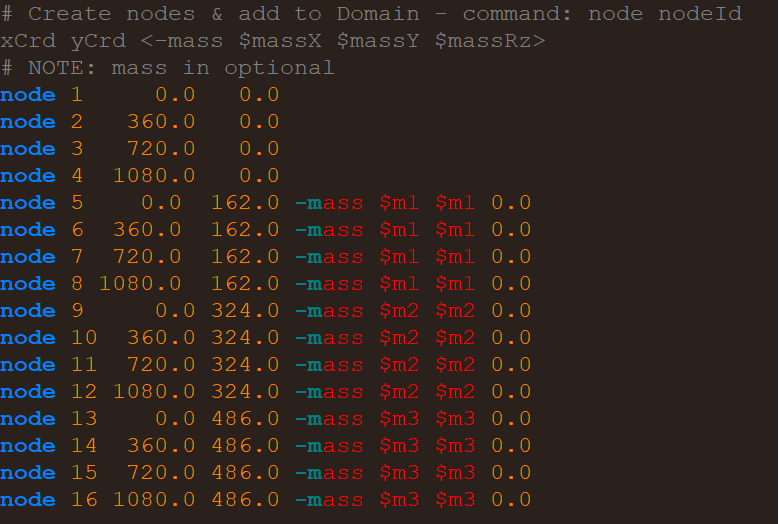 # Create nodes & add to Domain - command: node nodeId
xCrd yCrd <-mass $massX $massY $massRz>
# NOTE: mass in optional
node 1     0.0   0.0
node 2   360.0   0.0
node 3   720.0   0.0
node 4  1080.0   0.0
node 5     0.0  162.0 -mass $m1 $m1 0.0
node 6   360.0  162.0 -mass $m1 $m1 0.0
node 7   720.0  162.0 -mass $m1 $m1 0.0
node 8 1080.0  162.0 -mass $m1 $m1 0.0
node 9     0.0 324.0 -mass $m2 $m2 0.0
node 10  360.0 324.0 -mass $m2 $m2 0.0
node 11  720.0 324.0 -mass $m2 $m2 0.0
node 12 1080.0 324.0 -mass $m2 $m2 0.0
node 13    0.0 486.0 -mass $m3 $m3 0.0
node 14  360.0 486.0 -mass $m3 $m3 0.0
node 15  720.0 486.0 -mass $m3 $m3 0.0
node 16 1080.0 486.0 -mass $m3 $m3 0.0